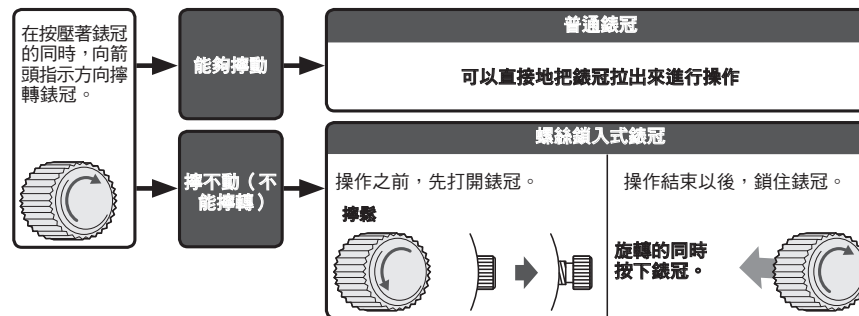 在按壓著錶冠
的同時，向箭
頭指示方向擰
轉錶冠。
能夠擰動
普通錶冠
可以直接地把錶冠拉出來進行操作
擰不動（不
能擰轉）
螺絲鎖入式錶冠
操作之前，先打開錶冠。
擰鬆
操作結束以後，鎖住錶冠。
旋轉的同時
按下錶冠。